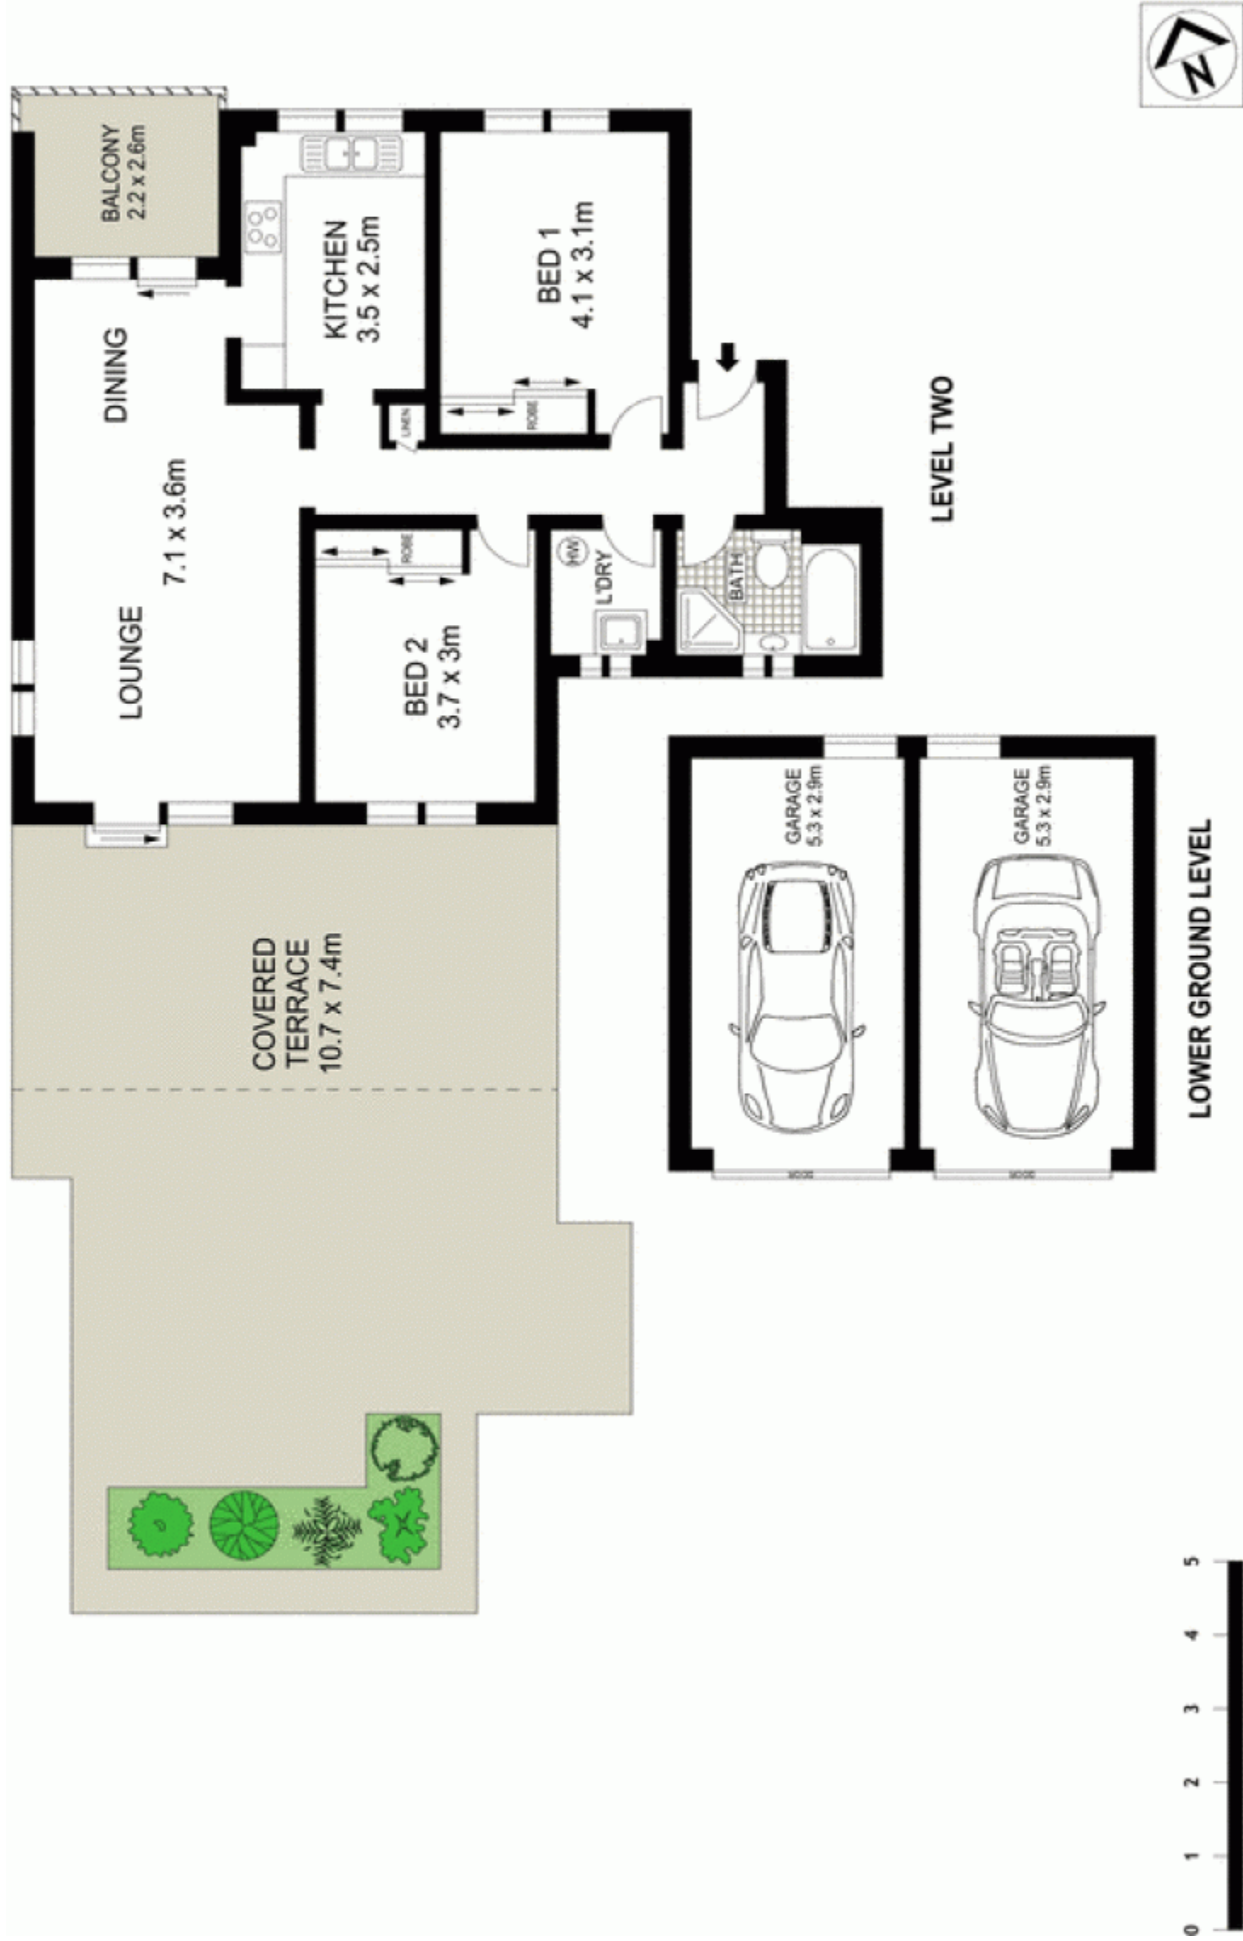 N
BALCONY
2.2 x 2.6m
KITCHEN
3.5 x 2.5m
BED 1
4.1 x 3.1m
DINING
7.1 x 3.6m
LOUNGE
LINEN
ROBE
ROBE
BED 2
3.7 x 3m
HW
L'DRY
BATH
LEVEL TWO
COVERED
TERRACE
10.7 x 7.4m
GARAGE
5.3 x 2.9m
GARAGE
5.3 x 2.9m
LOWER GROUND LEVEL
0 1 2 3 4 5